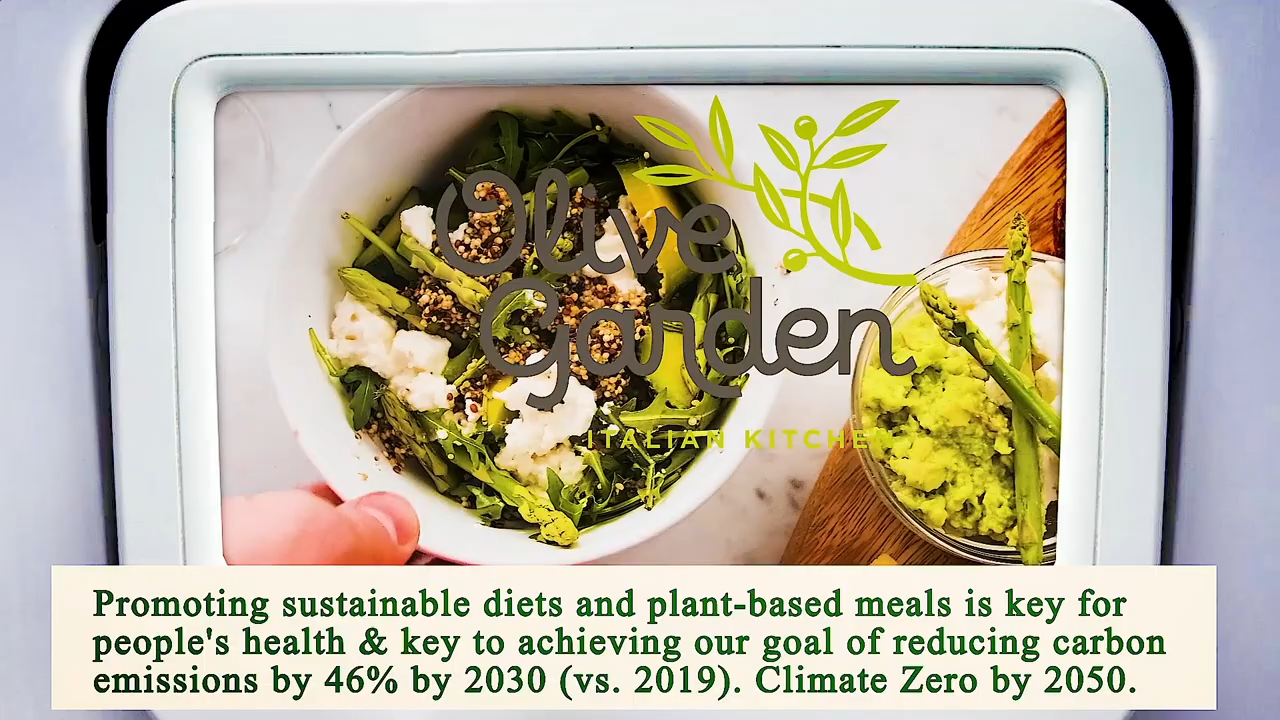 Olive
Garden
ITALIAN KITCHEN
Promoting sustainable diets and plant-based meals is key for
people's health & key to achieving our goal of reducing carbon
emissions by 46% by 2030 (vs. 2019). Climate Zero by 2050.